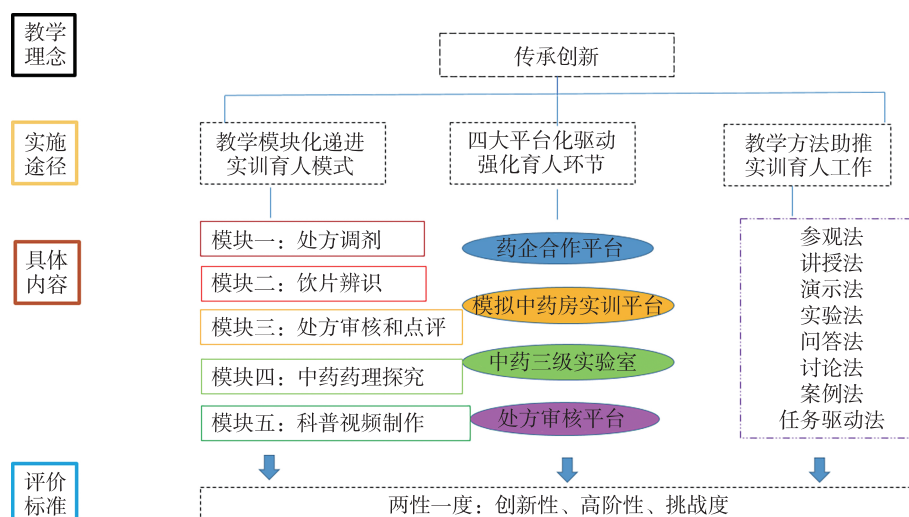 教学
理念
传承创新
实施
途径
教学模块化递进
实训育人模式
四大平台化驱动
强化育人环节
教学方法助推
实训育人工作
具体
内容
模块一：处方调剂
模块二：饮片辨识
模块三：处方审核和点评
模块四：中药药理探究
模块五：科普视频制作
药企合作平台
模拟中药房实训平台
中药三级实验室
处方审核平台
参观法
讲授法
演示法
实验法
问答法
讨论法
案例法
任务驱动法
评价
标准
两性一度：创新性、高阶性、挑战度